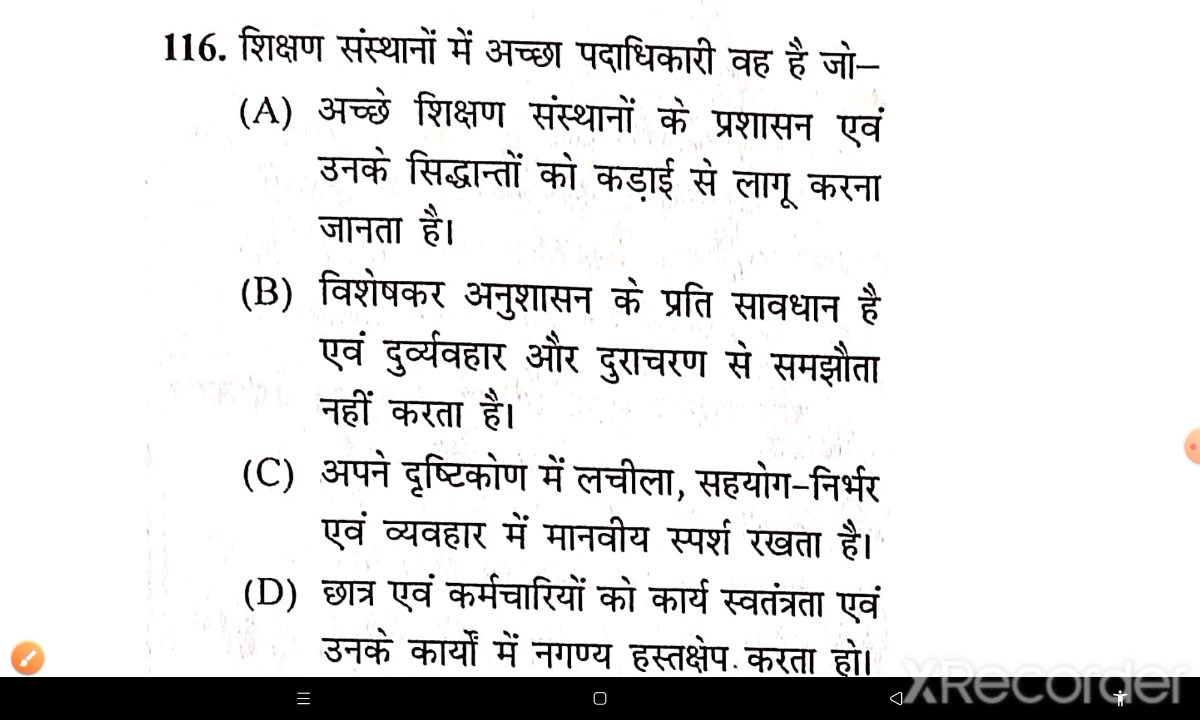 116. शिक्षण संस्थानों में अच्छा पदाधिकारी वह है जो–
(A) अच्छे शिक्षण संस्थानों के प्रशासन एवं
उनके सिद्धान्तों को कड़ाई से लागू करना
जानता है।
(B) विशेषकर अनुशासन के प्रति सावधान है
एवं दुर्व्यवहार और दुराचरण से समझौता
नहीं करता है।
(C) अपने दृष्टिकोण में लचीला, सहयोग-निर्भर
एवं व्यवहार में मानवीय स्पर्श रखता है।
(D) छात्र एवं कर्मचारियों को कार्य स्वतंत्रता एवं
उनके कार्यों में नगण्य हस्तक्षेप करता हो।
XRecorder